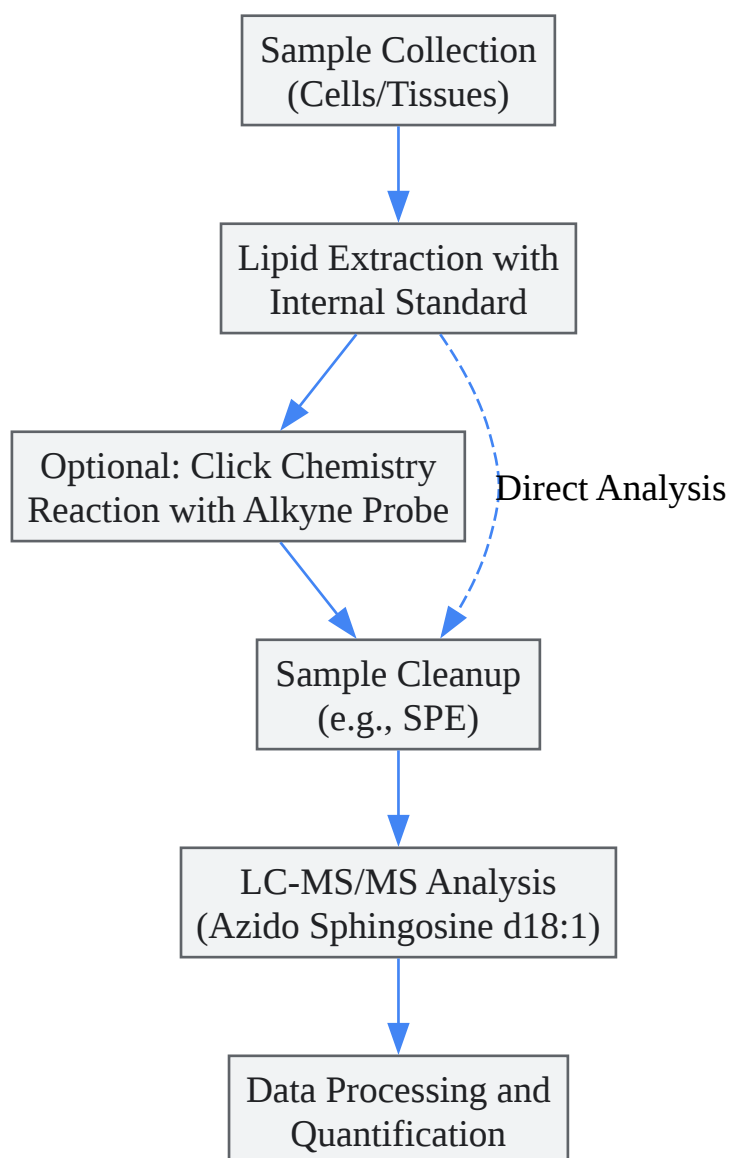 Sample Collection
(Cells/Tissues)
Lipid Extraction with
Internal Standard
Optional: Click Chemistry
Reaction with Alkyne Probe
Direct Analysis
Sample Cleanup
(e.g., SPE)
LC-MS/MS Analysis
(Azido Sphingosine d18:1)
Data Processing and
Quantification